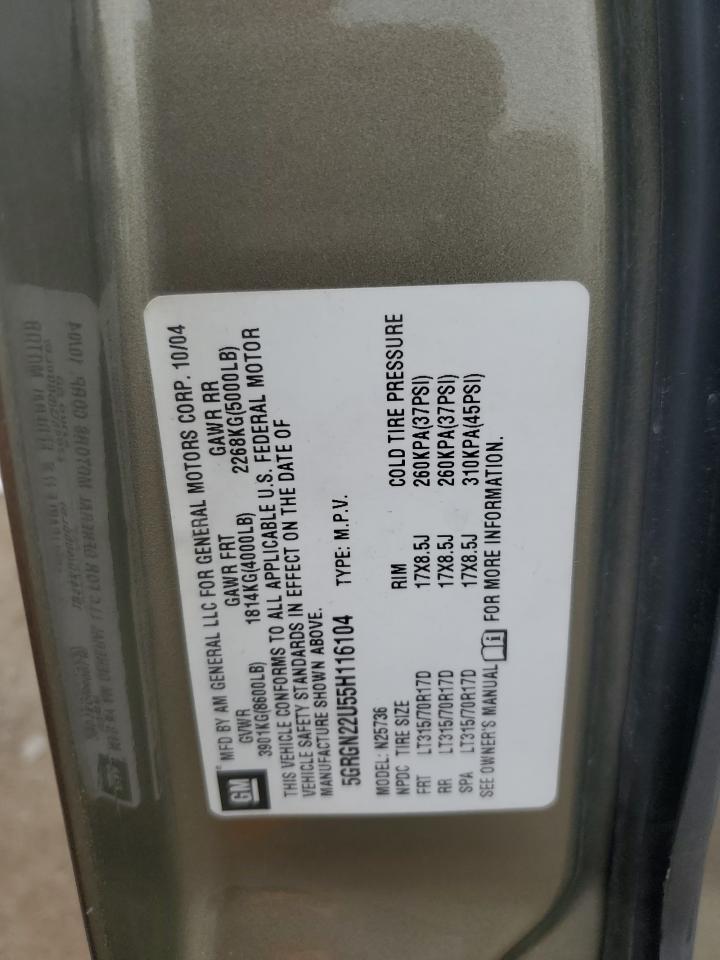 GM
MFD BY AM GENERAL LLC FOR GENERAL MOTORS CORP. 10/04
GVWR GAWR FRT GAWR RR
3901KG(8600LB) 1814KG(4000LB) 2268KG(5000LB)
THIS VEHICLE CONFORMS TO ALL APPLICABLE U.S. FEDERAL MOTOR
VEHICLE SAFETY STANDARDS IN EFFECT ON THE DATE OF
MANUFACTURE SHOWN ABOVE.
5GRGN22U55H116104 TYPE: M.P.V.
MODEL: N25736
NPDC TIRE SIZE RIM COLD TIRE PRESSURE
FRT LT315/70R17D 17X8.5J 260KPA(37PSI)
RR LT315/70R17D 17X8.5J 260KPA(37PSI)
SPA LT315/70R17D 17X8.5J 310KPA(45PSI)
SEE OWNER'S MANUAL FOR MORE INFORMATION.